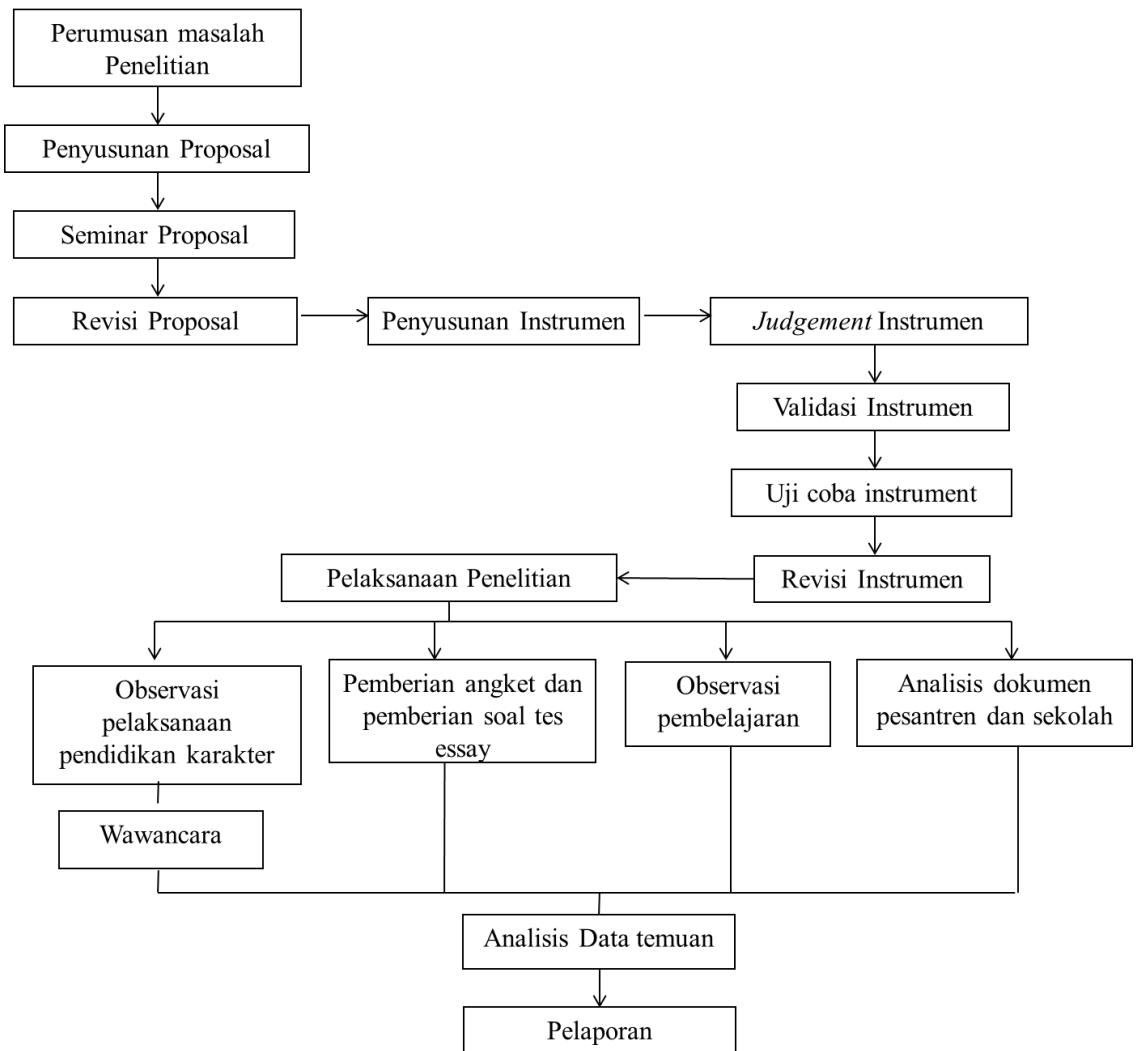 Perumusan masalah
Penelitian
Penyusunan Proposal
Seminar Proposal
Revisi Proposal
Penyusunan Instrumen
Judgement Instrumen
Validasi Instrumen
Uji coba instrument
Revisi Instrumen
Pelaksanaan Penelitian
Observasi
pelaksanaan
pendidikan karakter
Pemberian angket dan
pemberian soal tes
essay
Observasi
pembelajaran
Analisis dokumen
pesantren dan sekolah
Wawancara
Analisis Data temuan
Pelaporan